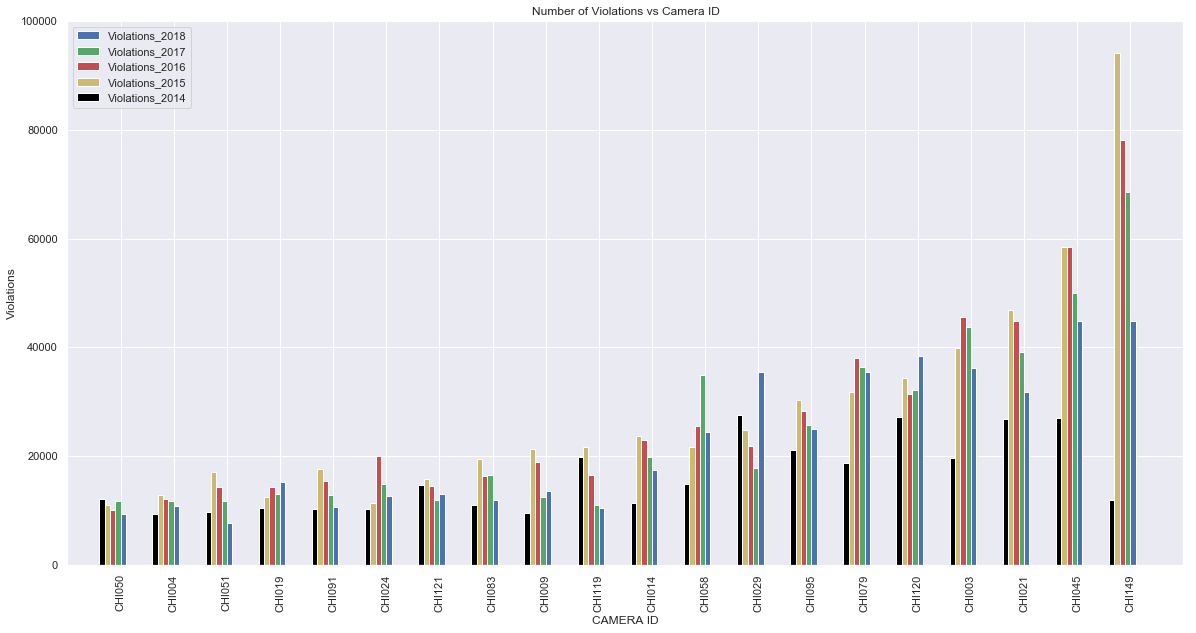 Number of Violations vs Camera ID
Violations_2018
Violations_2017
Violations_2016
Violations_2015
Violations_2014
100000
80000
60000
40000
20000
0
Violations
CHI050
CHI004
CHI051
CHI019
CHI091
CHI024
CHI121
CHI083
CHI009
CHI119
CHI014
CHI058
CHI029
CHI095
CHI079
CHI120
CHI003
CHI021
CHI045
CHI149
CAMERA ID